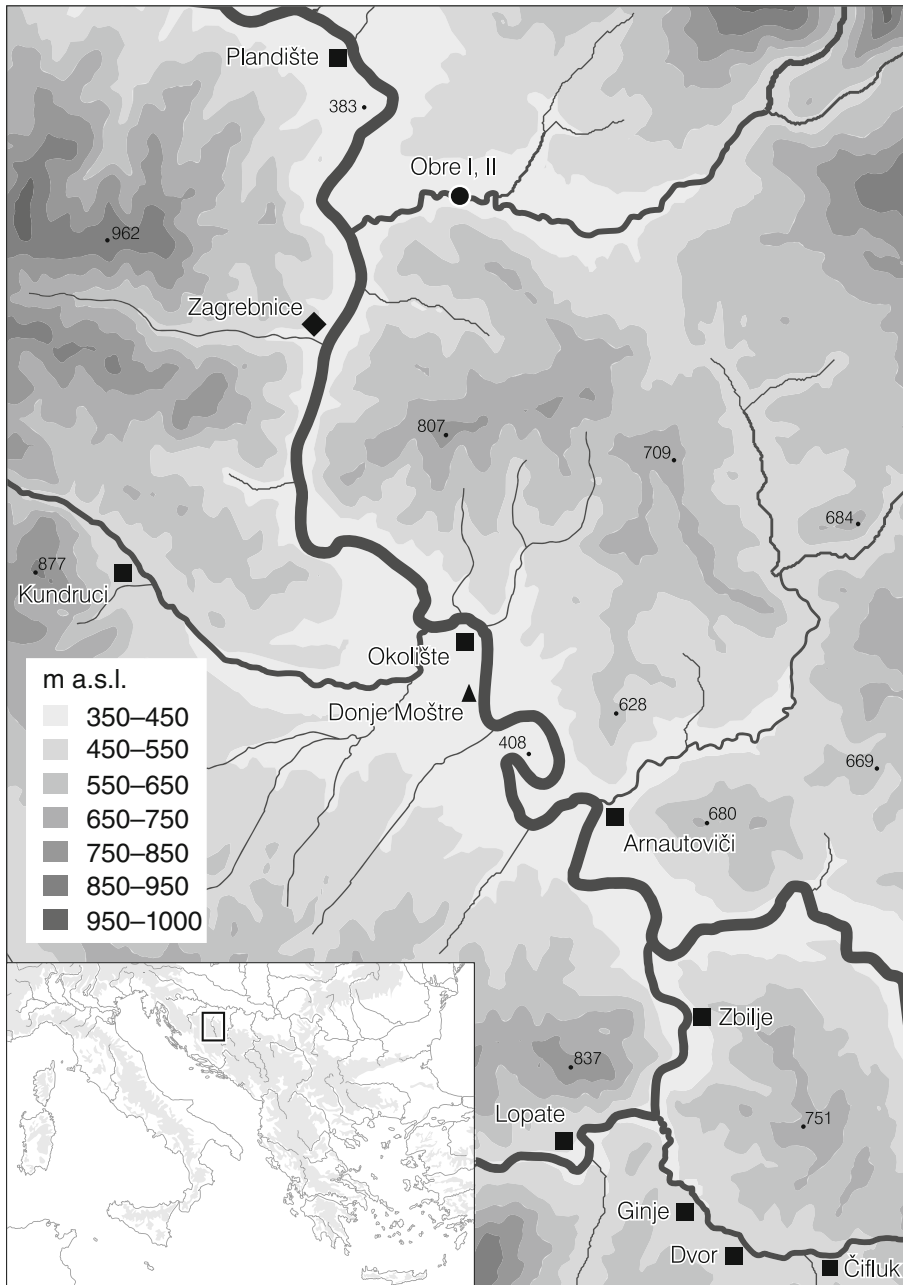 Plandište
383
Obre I, II
962
Zagrebnice
807
709
684
877
Kundruci
Okolište
m a.s.l.
350–450
450–550
550–650
650–750
750–850
850–950
950–1000
Donje Moštre
628
408
669
680
Arnautoviči
Zbilje
837
Lopate
751
Ginje
Dvor
Čifluk